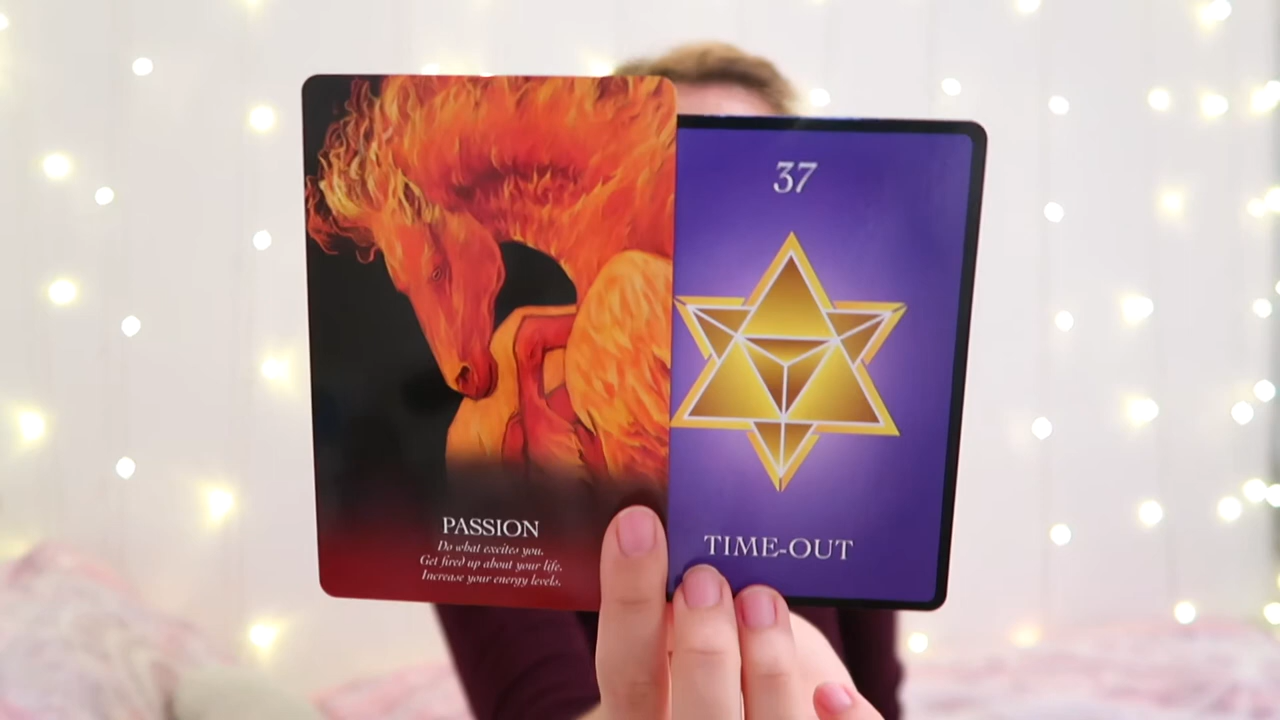 PASSION
Do what excites you.
Get fired up about your life.
Increase your energy levels.
37
TIME-OUT